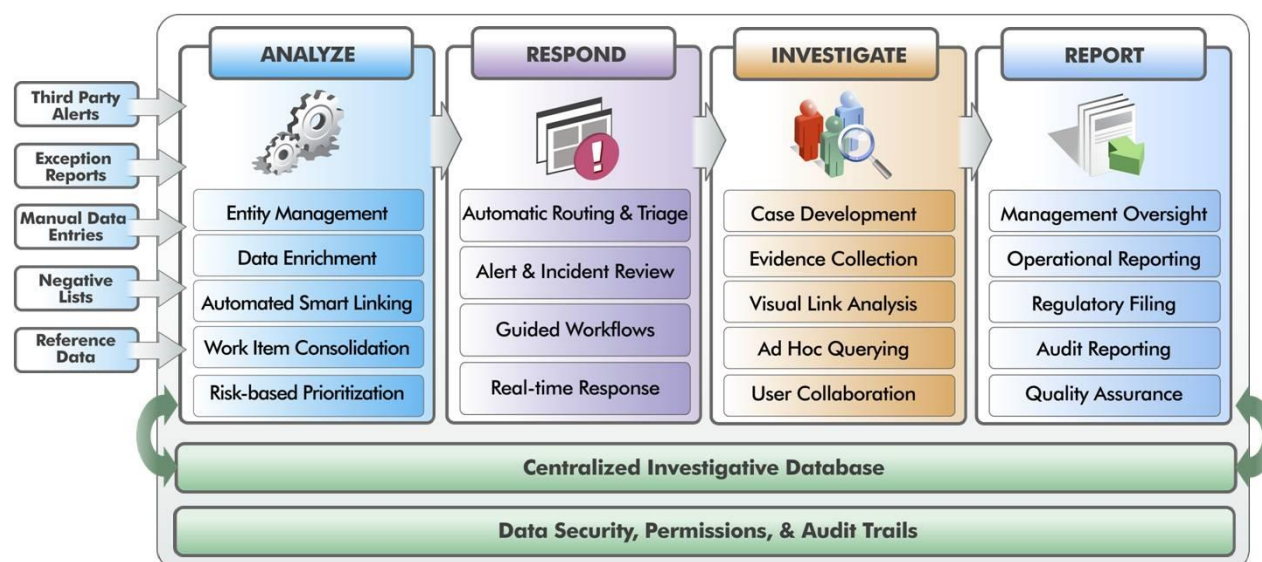 ANALYZE
RESPOND
INVESTIGATE
REPORT
Third Party
Alerts
Exception
Reports
Manual Data
Entries
Negative
Lists
Reference
Data
Entity Management
Data Enrichment
Automated Smart Linking
Work Item Consolidation
Risk-based Prioritization
Automatic Routing & Triage
Alert & Incident Review
Guided Workflows
Real-time Response
Case Development
Evidence Collection
Visual Link Analysis
Ad Hoc Querying
User Collaboration
Management Oversight
Operational Reporting
Regulatory Filing
Audit Reporting
Quality Assurance
Centralized Investigative Database
Data Security, Permissions, & Audit Trails